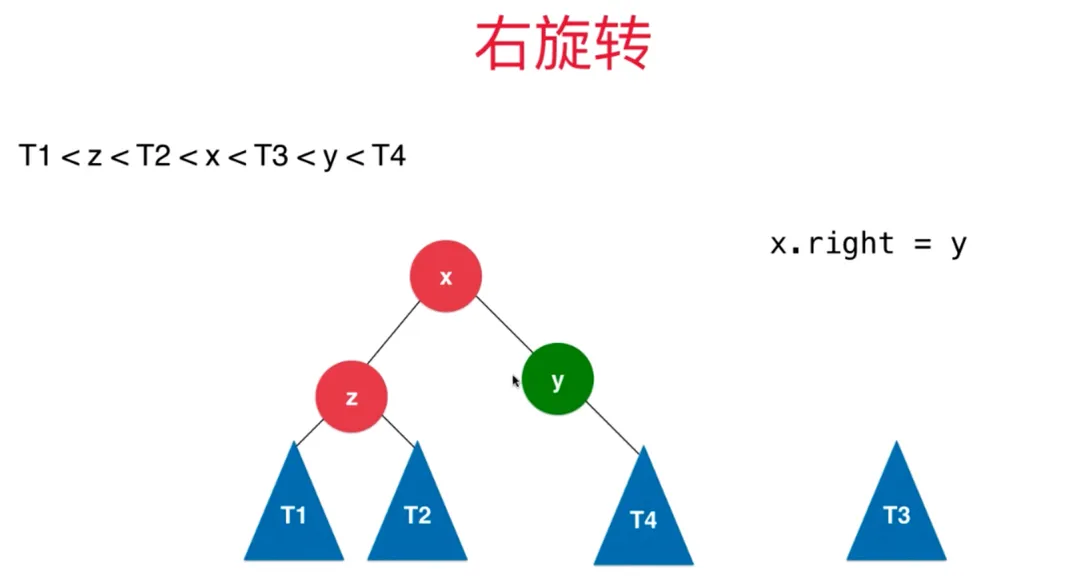 右旋转
T1 < z < T2 < x < T3 < y < T4
x.right = y
x
y
z
T1
T2
T4
T3